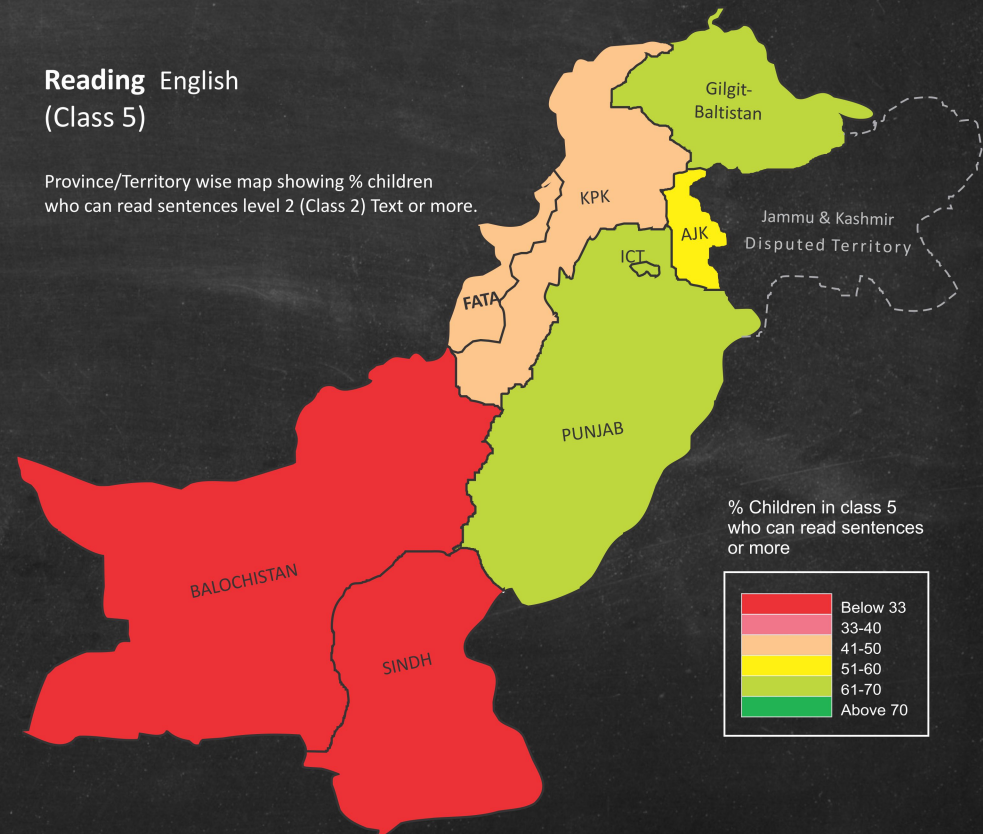 Reading English
(Class 5)
Province/Territory wise map showing % children
who can read sentences level 2 (Class 2) Text or more.
Gilgit-
Baltistan
KPK
AJK
Jammu & Kashmir
Disputed Territory
ICT
FATA
PUNJAB
BALOCHISTAN
SINDH
% Children in class 5
who can read sentences
or more
Below 33
33-40
41-50
51-60
61-70
Above 70